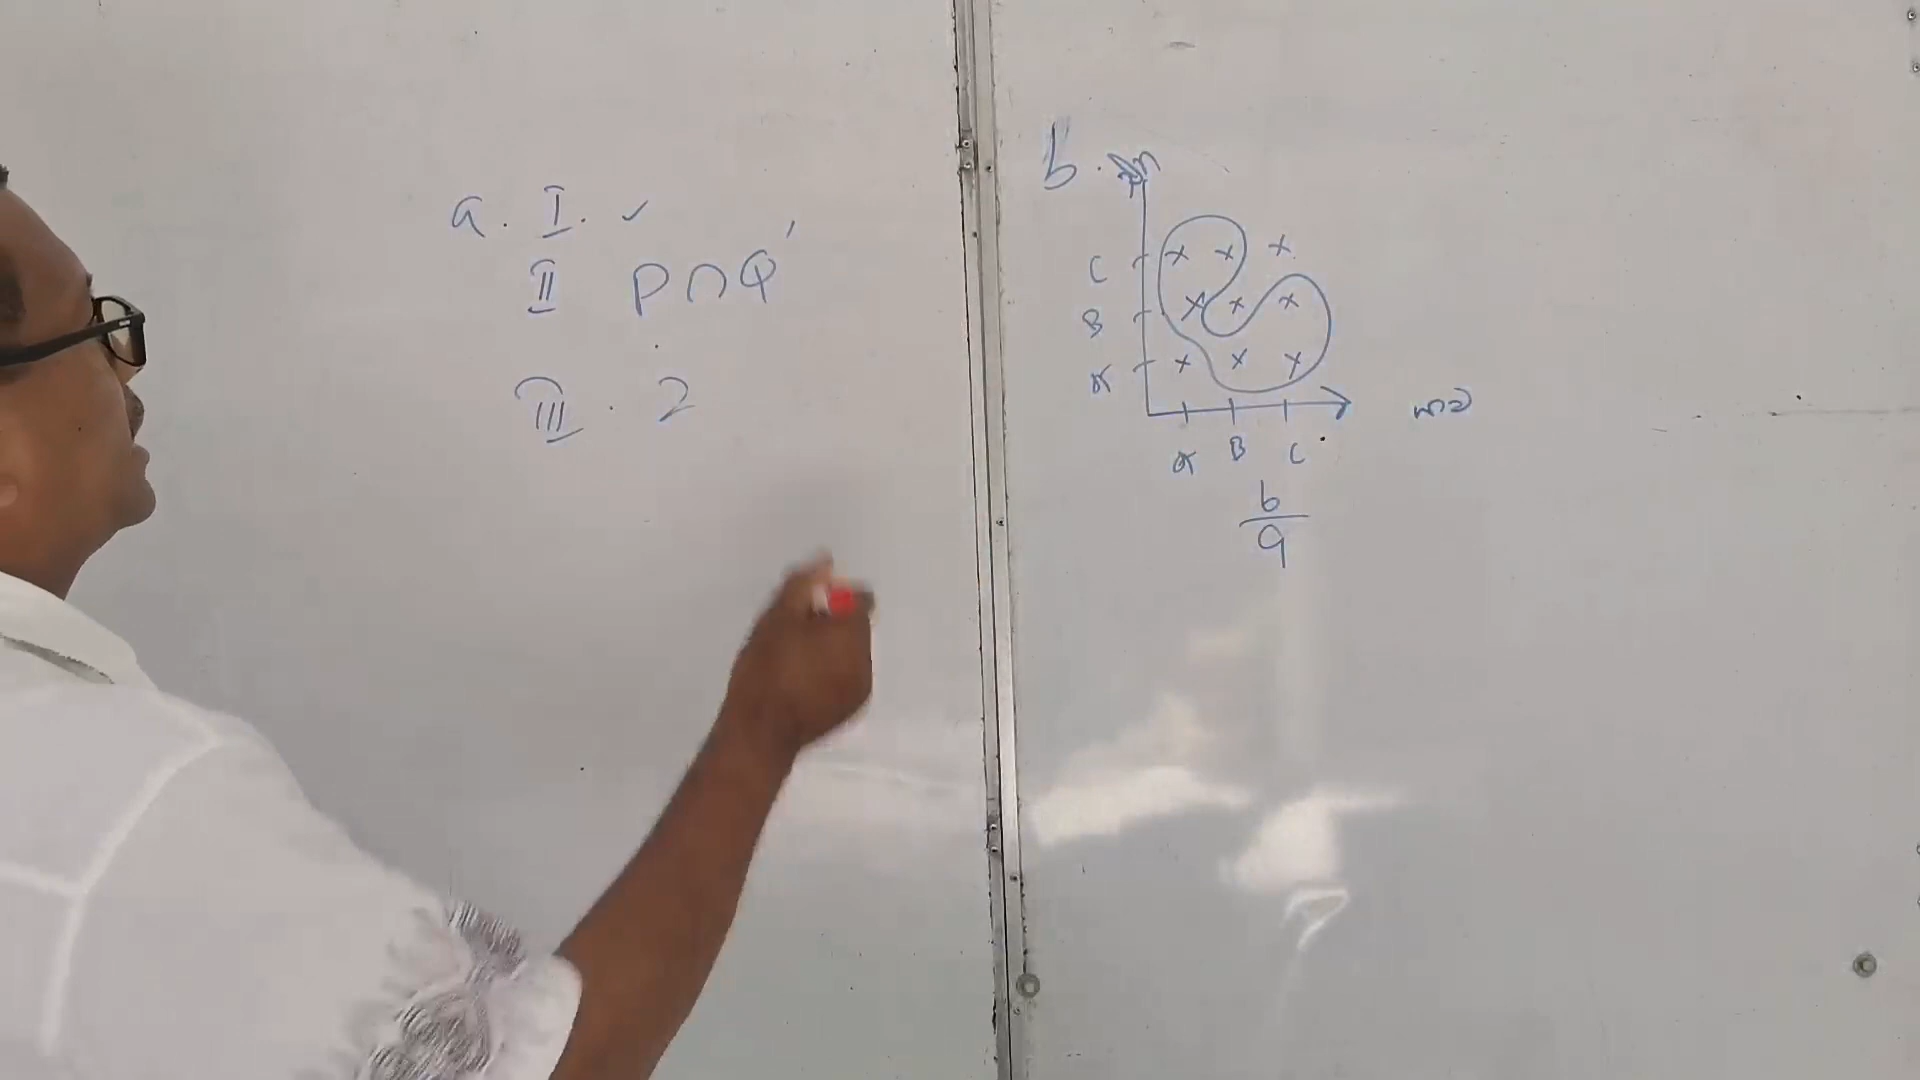 a. I. ✓
II P∩Q'
III. 2
b.
C × × ×
B × × ×
A × × ×
A B C
6
9